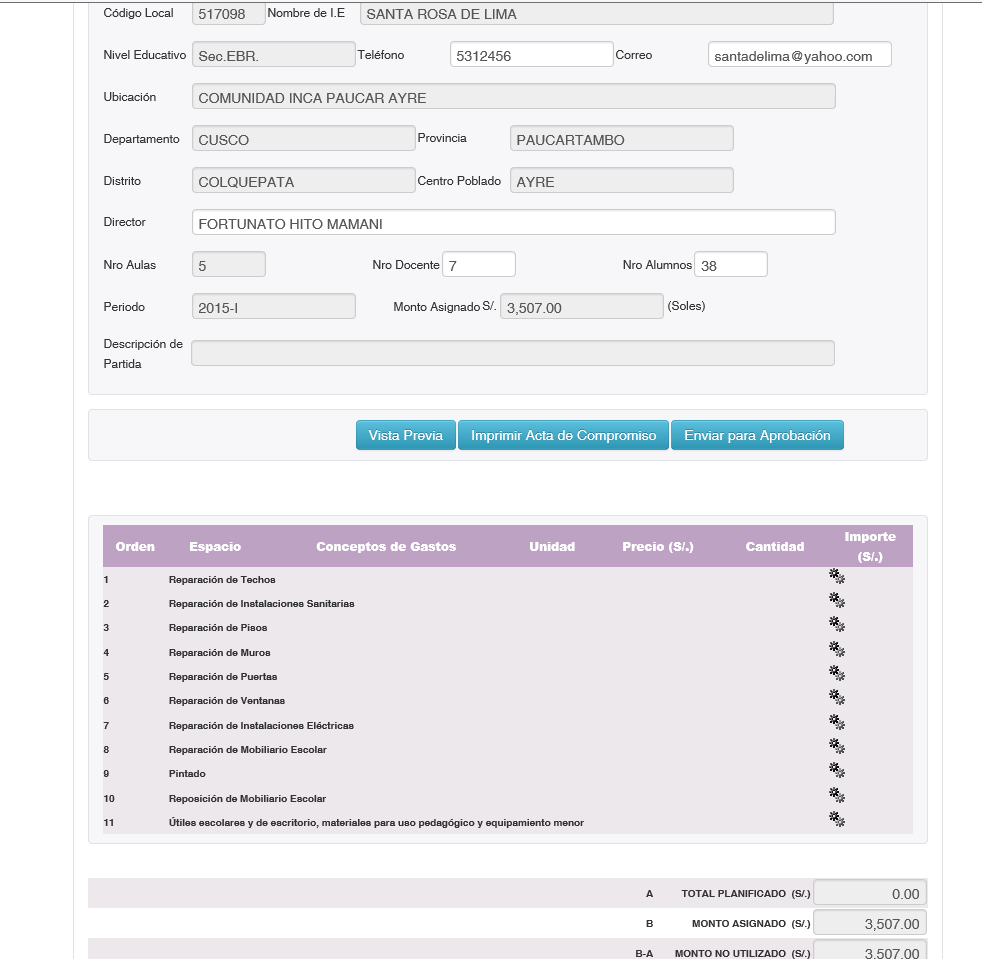 Código Local 517098 Nombre de I.E SANTA ROSA DE LIMA
Nivel Educativo Sec.EBR. Teléfono 5312456 Correo santadelima@yahoo.com
Ubicación COMUNIDAD INCA PAUCAR AYRE
Departamento CUSCO Provincia PAUCARTAMBO
Distrito COLQUEPATA Centro Poblado AYRE
Director FORTUNATO HITO MAMANI
Nro Aulas 5 Nro Docente 7 Nro Alumnos 38
Periodo 2015-I Monto Asignado S/. 3,507.00 (Soles)
Descripción de
Partida
Vista Previa Imprimir Acta de Compromiso Enviar para Aprobación
Orden Espacio Conceptos de Gastos Unidad Precio (S/.) Cantidad Importe
(S/.)
1 Reparación de Techos
2 Reparación de Instalaciones Sanitarias
3 Reparación de Pisos
4 Reparación de Muros
5 Reparación de Puertas
6 Reparación de Ventanas
7 Reparación de Instalaciones Eléctricas
8 Reparación de Mobiliario Escolar
9 Pintado
10 Reposición de Mobiliario Escolar
11 Útiles escolares y de escritorio, materiales para uso pedagógico y equipamiento menor
A TOTAL PLANIFICADO (S/.) 0.00
B MONTO ASIGNADO (S/.) 3,507.00
B-A MONTO NO UTILIZADO (S/.) 3,507.00